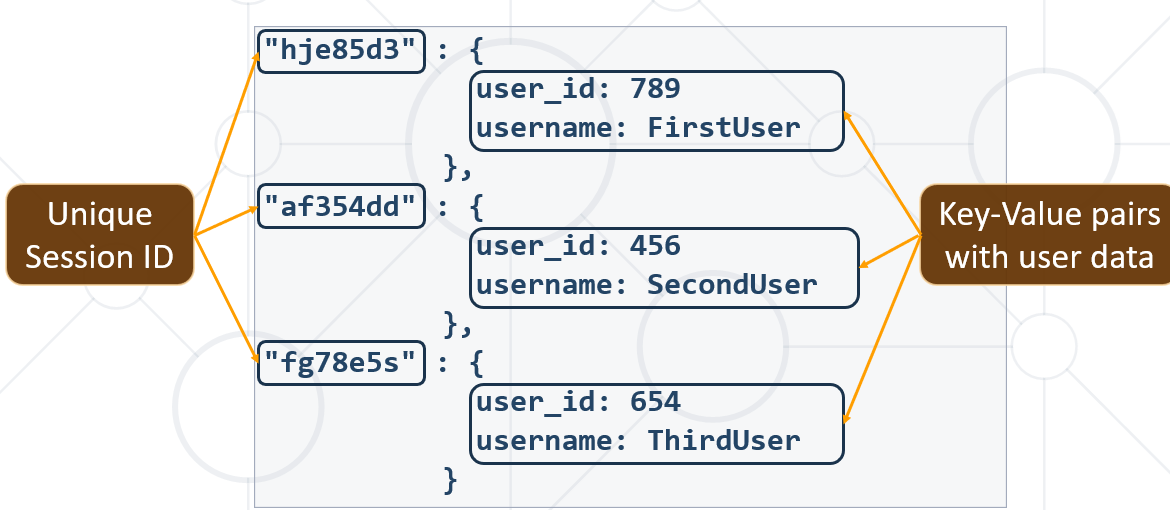 "hje85d3" : {
user_id: 789
username: FirstUser
},
Unique
Session ID
"af354dd" : {
user_id: 456
username: SecondUser
},
Key-Value pairs
with user data
"fg78e5s" : {
user_id: 654
username: ThirdUser
}